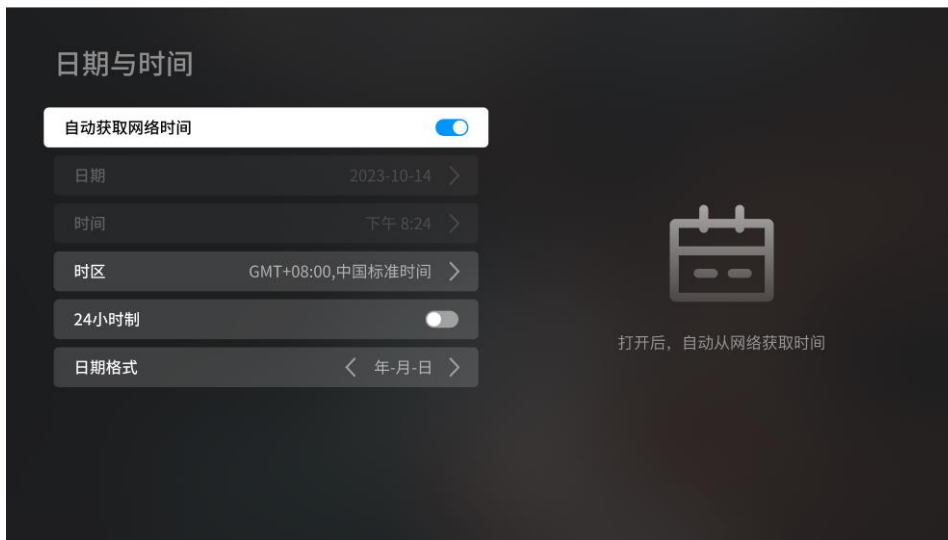 日期与时间
自动获取网络时间
日期 2023-10-14
时间 下午 8:24
时区 GMT+08:00,中国标准时间
24小时制
日期格式 年-月-日
打开后，自动从网络获取时间